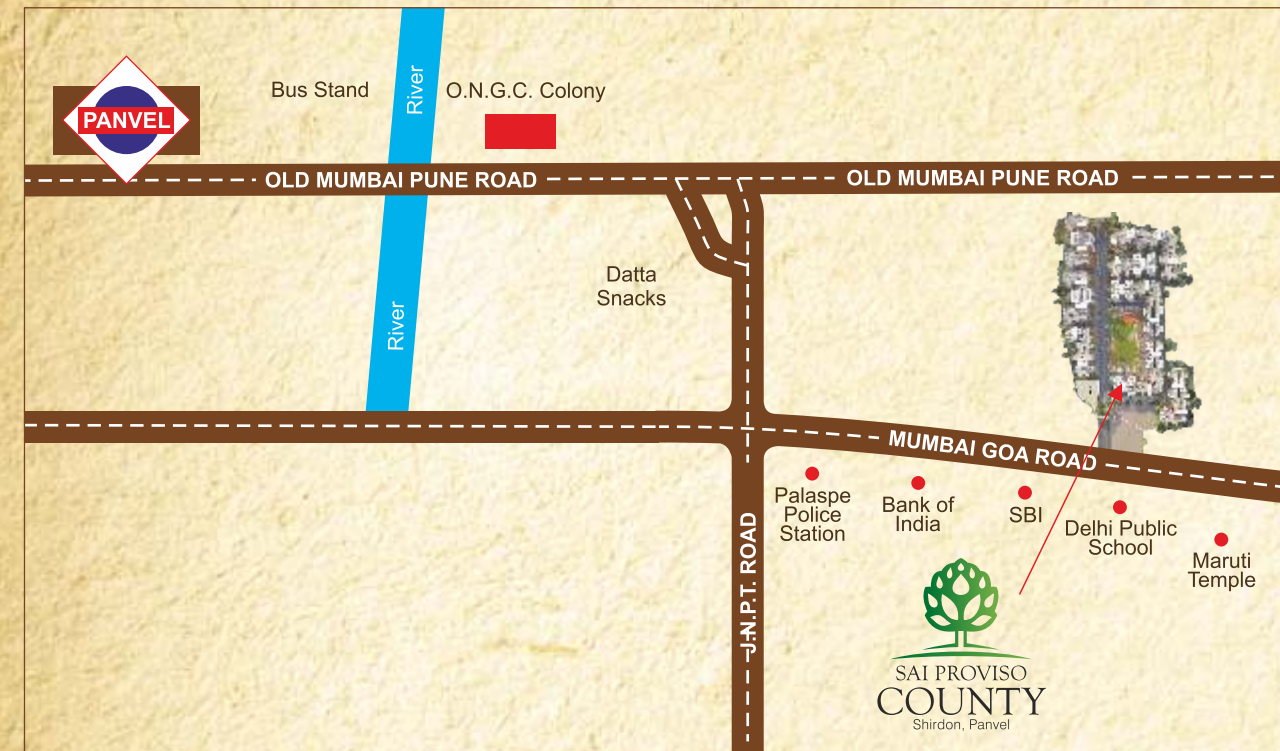 Bus Stand
River
O.N.G.C. Colony
PANVEL
OLD MUMBAI PUNE ROAD
OLD MUMBAI PUNE ROAD
Datta
Snacks
River
MUMBAI GOA ROAD
Palaspe
Police
Station
Bank of
India
SBI
Delhi Public
School
Maruti
Temple
J.N.P.T. ROAD
SAI PROVISO
COUNTY
Shirdon, Panvel